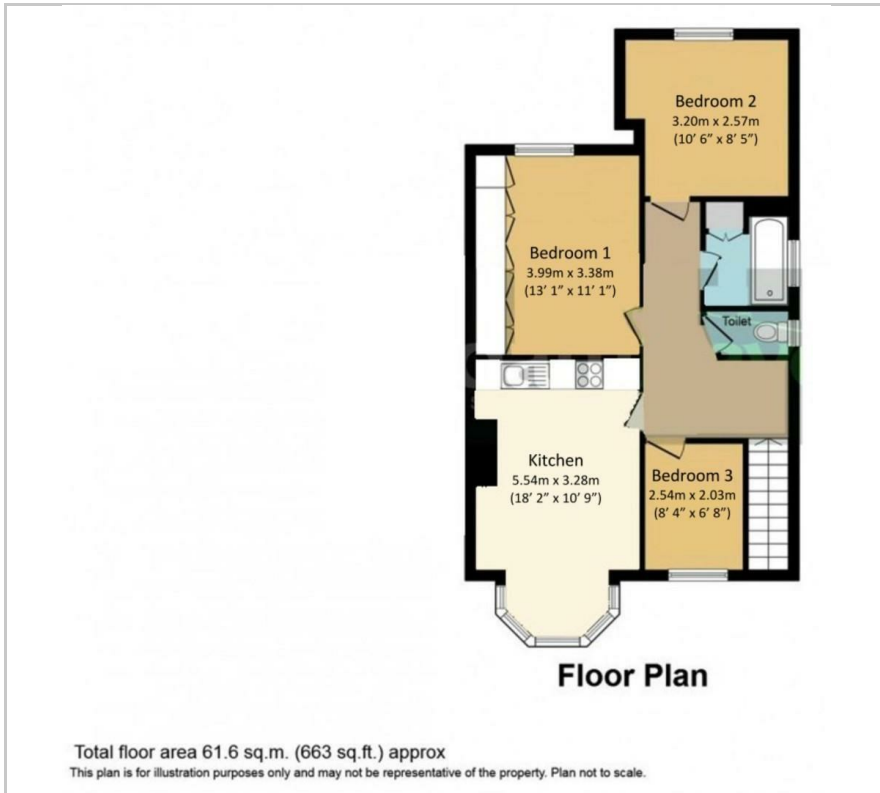 Bedroom 2
3.20m x 2.57m
(10′ 6″ x 8′ 5″)
Bedroom 1
3.99m x 3.38m
(13′ 1″ x 11′ 1″)
Toilet
Kitchen
5.54m x 3.28m
(18′ 2″ x 10′ 9″)
Bedroom 3
2.54m x 2.03m
(8′ 4″ x 6′ 8″)
Floor Plan
Total floor area 61.6 sq.m. (663 sq.ft.) approx
This plan is for illustration purposes only and may not be representative of the property. Plan not to scale.